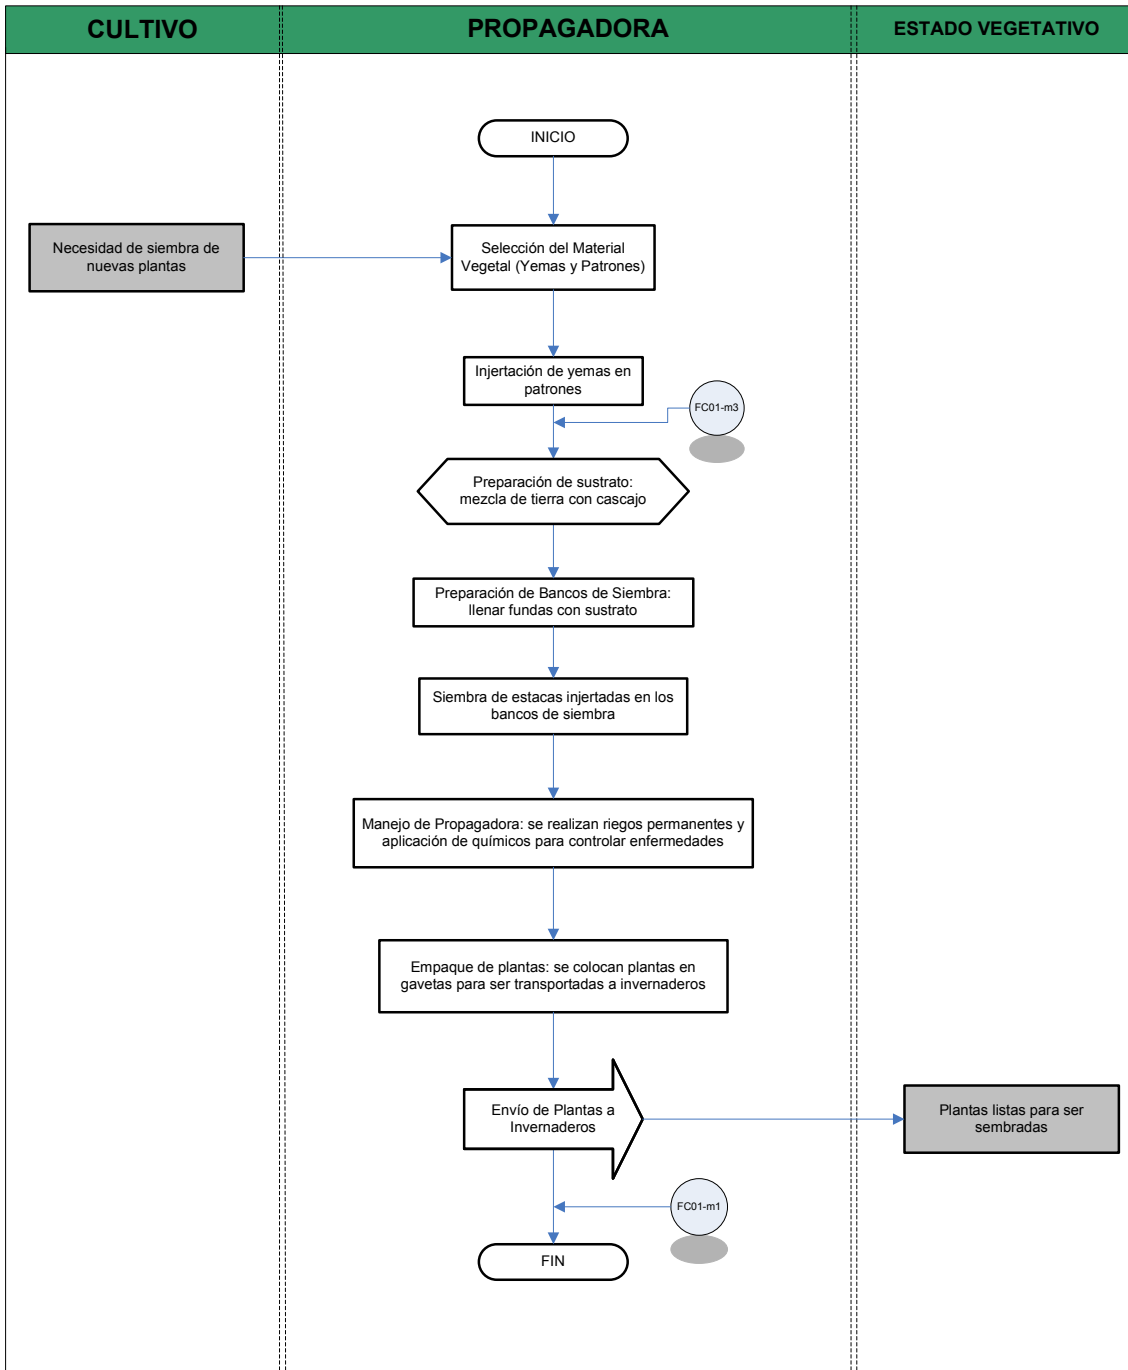 CULTIVO
PROPAGADORA
ESTADO VEGETATIVO
INICIO
Necesidad de siembra de
nuevas plantas
Selección del Material
Vegetal (Yemas y Patrones)
Injertación de yemas en
patrones
FC01-m3
Preparación de sustrato:
mezcla de tierra con cascajo
Preparación de Bancos de Siembra:
llenar fundas con sustrato
Siembra de estacas injertadas en los
bancos de siembra
Manejo de Propagadora: se realizan riegos permanentes y
aplicación de químicos para controlar enfermedades
Empaque de plantas: se colocan plantas en
gavetas para ser transportadas a invernaderos
Envío de Plantas a
Invernaderos
Plantas listas para ser
sembradas
FC01-m1
FIN